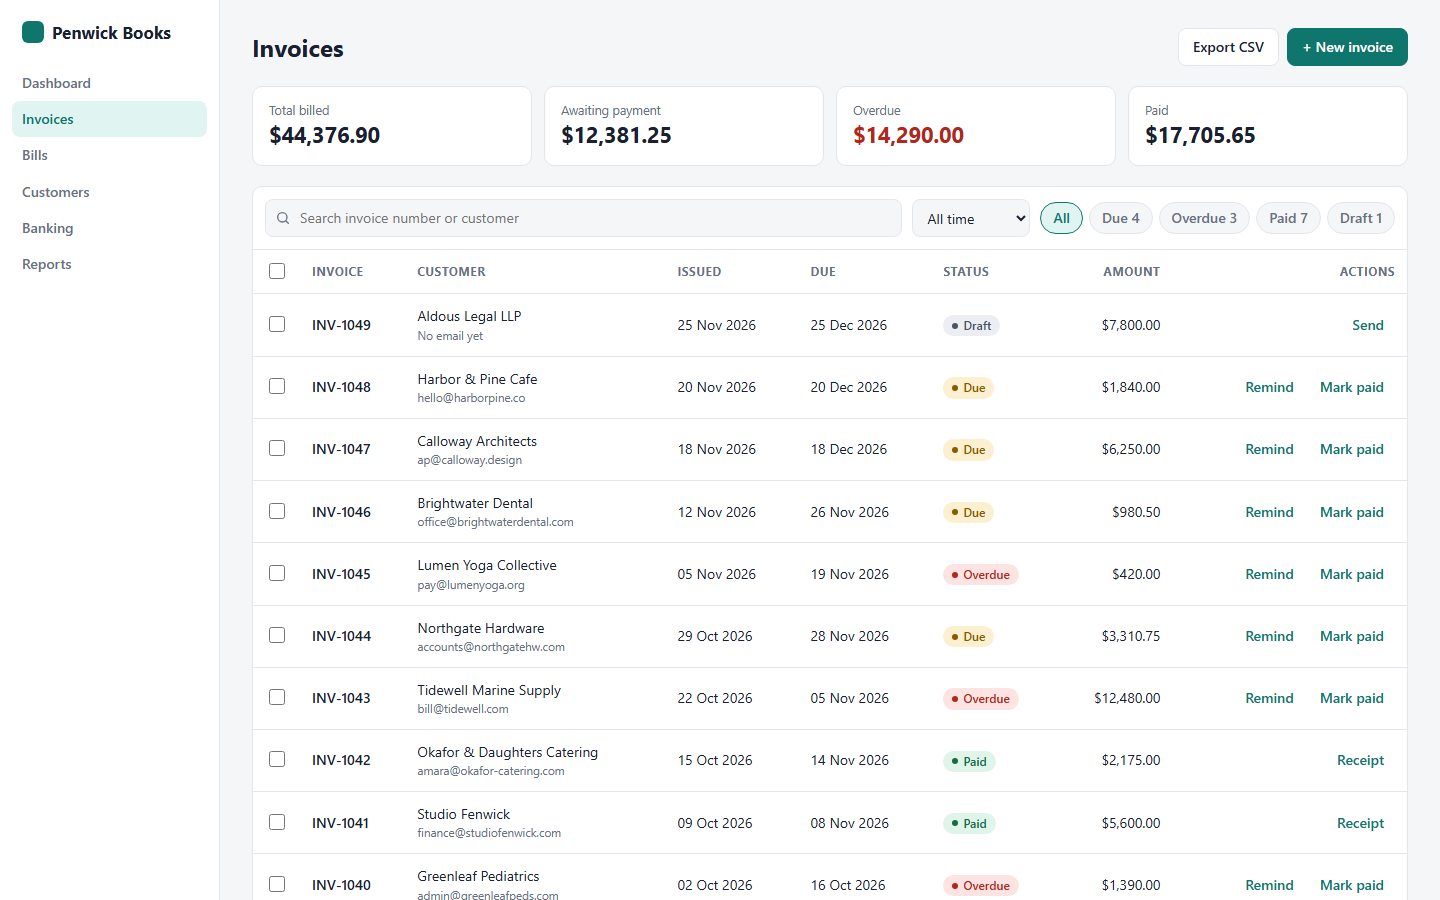 Penwick Books
Dashboard
Invoices
Bills
Customers
Banking
Reports
Invoices
Export CSV
+ New invoice
Total billed
$44,376.90
Awaiting payment
$12,381.25
Overdue
$14,290.00
Paid
$17,705.65
Search invoice number or customer
All time
All
Due 4
Overdue 3
Paid 7
Draft 1
INVOICE CUSTOMER ISSUED DUE STATUS AMOUNT ACTIONS
INV-1049 Aldous Legal LLP 25 Nov 2026 25 Dec 2026 Draft $7,800.00 Send
No email yet
INV-1048 Harbor & Pine Cafe 20 Nov 2026 20 Dec 2026 Due $1,840.00 Remind Mark paid
hello@harborpine.co
INV-1047 Calloway Architects 18 Nov 2026 18 Dec 2026 Due $6,250.00 Remind Mark paid
ap@calloway.design
INV-1046 Brightwater Dental 12 Nov 2026 26 Nov 2026 Due $980.50 Remind Mark paid
office@brightwaterdental.com
INV-1045 Lumen Yoga Collective 05 Nov 2026 19 Nov 2026 Overdue $420.00 Remind Mark paid
pay@lumenyoga.org
INV-1044 Northgate Hardware 29 Oct 2026 28 Nov 2026 Due $3,310.75 Remind Mark paid
accounts@northgatehw.com
INV-1043 Tidewell Marine Supply 22 Oct 2026 05 Nov 2026 Overdue $12,480.00 Remind Mark paid
bill@tidewell.com
INV-1042 Okafor & Daughters Catering 15 Oct 2026 14 Nov 2026 Paid $2,175.00 Receipt
amara@okafor-catering.com
INV-1041 Studio Fenwick 09 Oct 2026 08 Nov 2026 Paid $5,600.00 Receipt
finance@studiofenwick.com
INV-1040 Greenleaf Pediatrics 02 Oct 2026 16 Oct 2026 Overdue $1,390.00 Remind Mark paid
admin@greenleafpeds.com